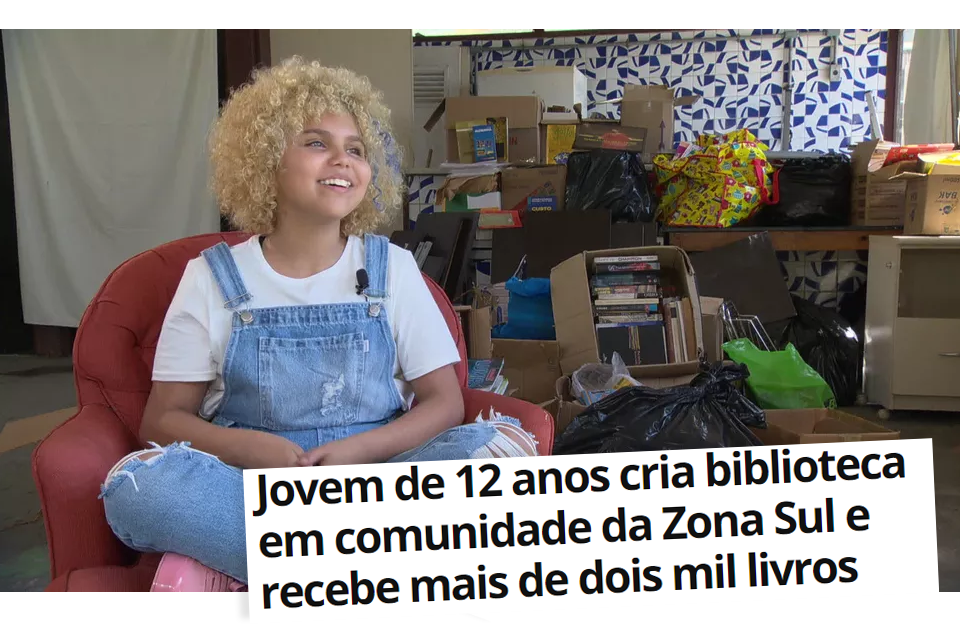 Jovem de 12 anos cria biblioteca
em comunidade da Zona Sul e
recebe mais de dois mil livros